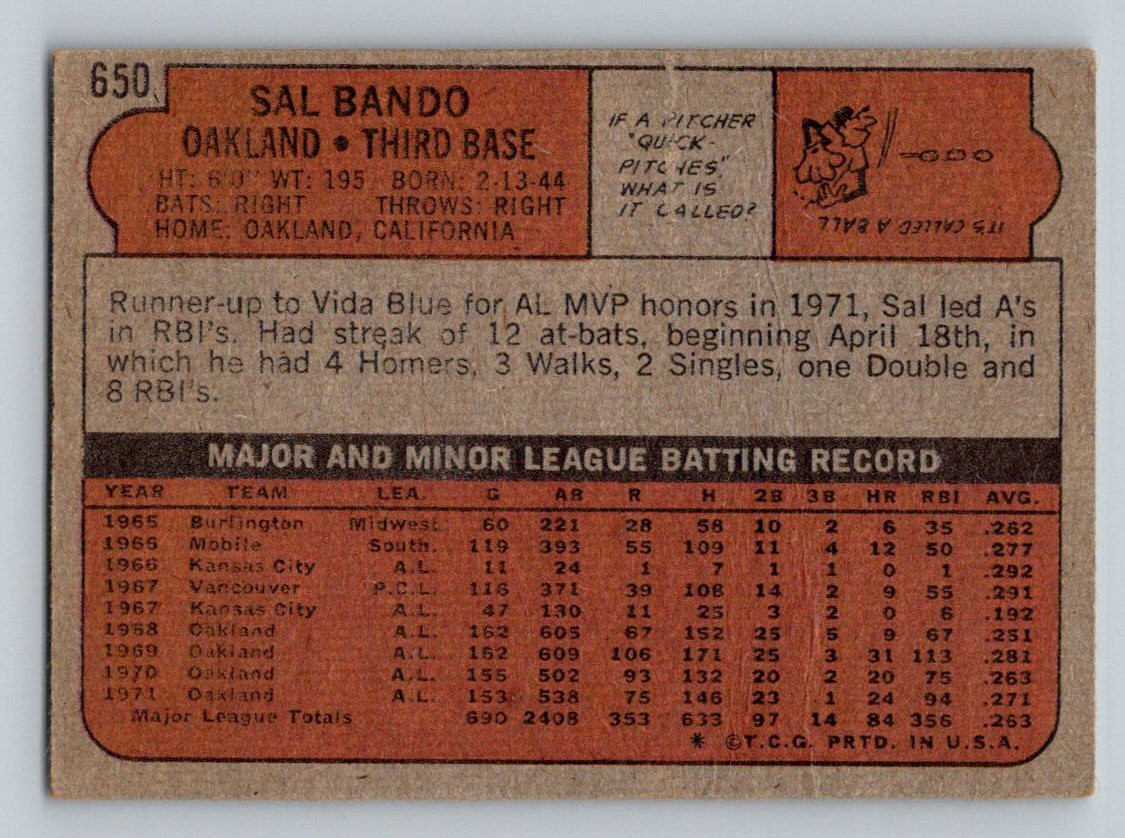 650
SAL BANDO
OAKLAND • THIRD BASE
HT: 6'0" WT: 195 BORN: 2-13-44
BATS: RIGHT THROWS: RIGHT
HOME: OAKLAND, CALIFORNIA
IF A PITCHER
"QUICK-
PITCHES".
WHAT IS
IT CALLED?
IT'S CALLED A BALL
Runner-up to Vida Blue for AL MVP honors in 1971, Sal led A's
in RBI's. Had streak of 12 at-bats, beginning April 18th, in
which he had 4 Homers, 3 Walks, 2 Singles, one Double and
8 RBI's.
MAJOR AND MINOR LEAGUE BATTING RECORD
YEAR TEAM LEA. G AB R H 2B 3B HR RBI AVG.
1965 Burlington Midwest. 60 221 28 58 10 2 6 35 .262
1966 Mobile South. 119 393 55 109 11 4 12 50 .277
1966 Kansas City A.L. 11 24 1 7 1 1 0 1 .292
1967 Vancouver P.C.L. 116 371 39 108 14 2 9 55 .291
1967 Kansas City A.L. 47 130 11 25 3 2 0 6 .192
1968 Oakland A.L. 162 605 67 152 25 5 9 67 .251
1969 Oakland A.L. 162 609 106 171 25 3 31 113 .281
1970 Oakland A.L. 155 502 93 132 20 2 20 75 .263
1971 Oakland A.L. 153 538 75 146 23 1 24 94 .271
Major League Totals 690 2408 353 633 97 14 84 356 .263
* ©T.C.G. PRTD. IN U.S.A.